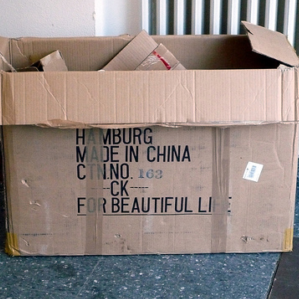 HAMBURG
MADE IN CHINA
CTN.NO. 163
---CK---
FOR BEAUTIFUL LIFE